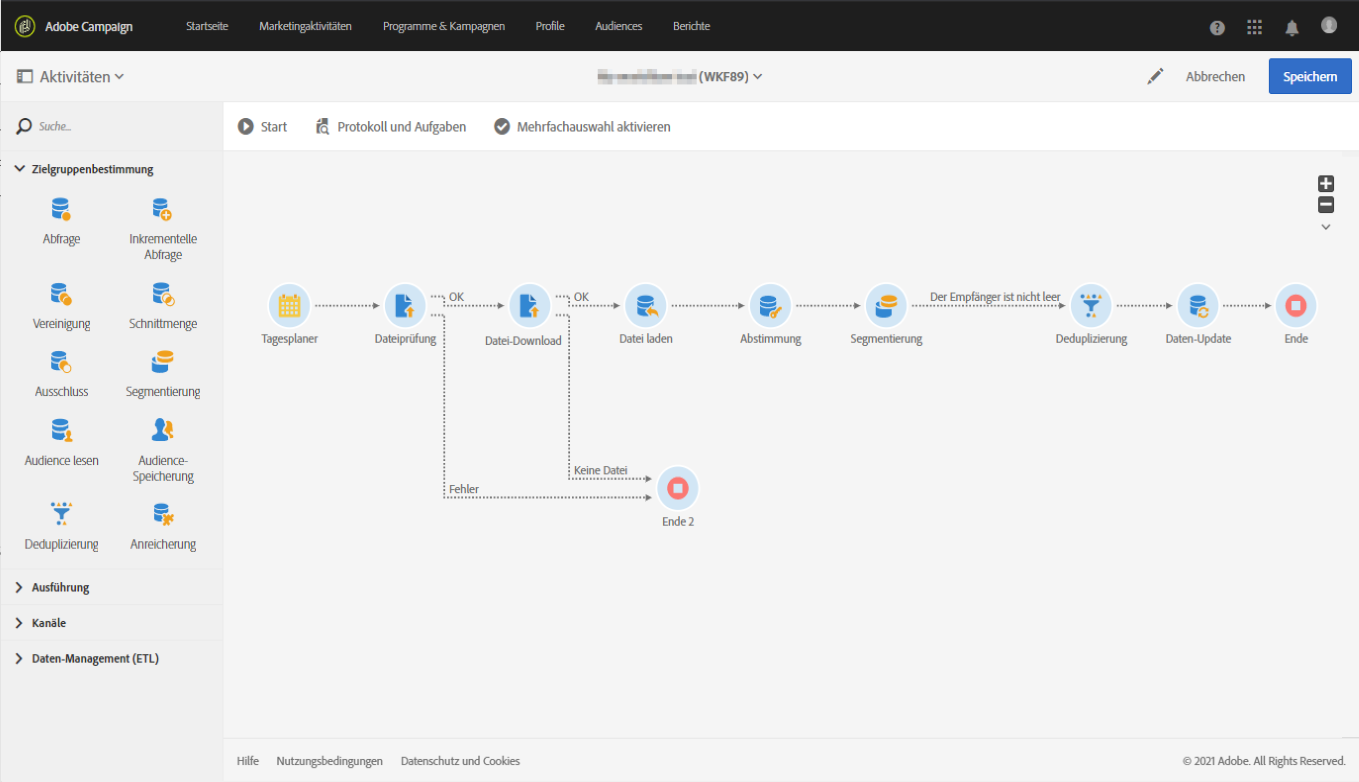 Adobe Campaign
Startseite
Marketingaktivitäten
Programme & Kampagnen
Profile
Audiences
Berichte
Aktivitäten
(WKF89)
Abbrechen
Speichern
Suche...
Start
Protokoll und Aufgaben
Mehrfachauswahl aktivieren
Zielgruppenbestimmung
Abfrage
Inkrementelle
Abfrage
Vereinigung
Schnittmenge
Ausschluss
Segmentierung
Audience lesen
Audience-
Speicherung
Deduplizierung
Anreicherung
Ausführung
Kanäle
Daten-Management (ETL)
OK
OK
Der Empfänger ist nicht leer
Tagesplaner
Dateiprüfung
Datei-Download
Datei laden
Abstimmung
Segmentierung
Deduplizierung
Daten-Update
Ende
Keine Datei
Fehler
Ende 2
Hilfe
Nutzungsbedingungen
Datenschutz und Cookies
© 2021 Adobe. All Rights Reserved.